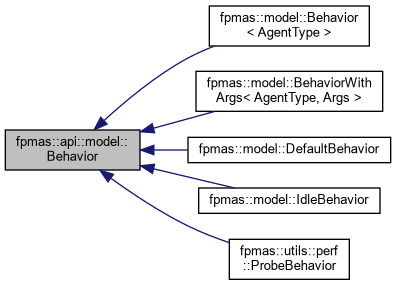 fpmas::model::Behavior
< AgentType >
fpmas::model::BehaviorWith
Args< AgentType, Args >
fpmas::api::model::
Behavior
fpmas::model::DefaultBehavior
fpmas::model::IdleBehavior
fpmas::utils::perf
::ProbeBehavior